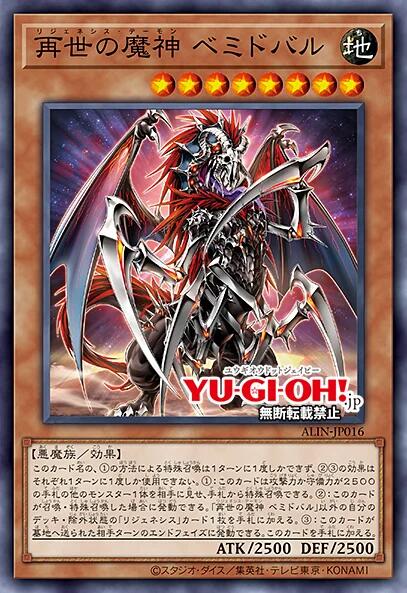 リジェネシス・デーモン
再世の魔神 ベミドバル
地
ユウギオウドットジェイピー
YU-GI-OH!.jp
無断転載禁止
ALIN-JP016
【悪魔族/効果】
このカード名の、①の方法による特殊召喚は1ターンに1度しかできず、②③の効果は
それぞれ1ターンに1度しか使用できない。①：このカードは攻撃力か守備力が2500
の手札の他のモンスター1体を相手に見せ、手札から特殊召喚できる。②：このカード
が召喚・特殊召喚した場合に発動できる。「再世の魔神 ベミドバル」以外の自分の
デッキ・除外状態の「リジェネシス」カード1枚を手札に加える。③：このカードが
墓地へ送られた相手ターンのエンドフェイズに発動できる。このカードを手札に加える。
ATK/2500 DEF/2500
©スタジオ・ダイス／集英社・テレビ東京・KONAMI